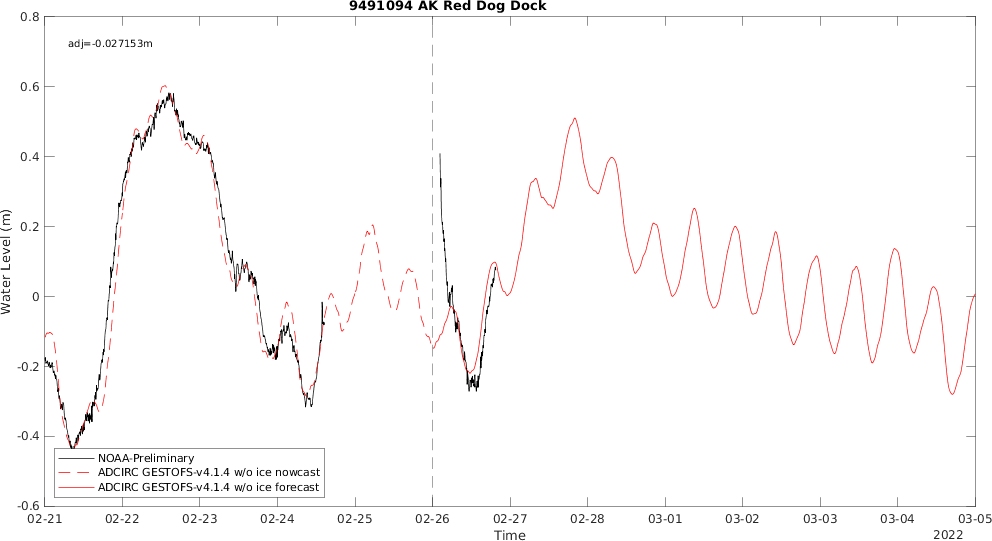 9491094 AK Red Dog Dock
adj=-0.027153m
0.8
0.6
0.4
0.2
0
-0.2
-0.4
-0.6
Water Level (m)
NOAA-Preliminary
ADCIRC GESTOFS-v4.1.4 w/o ice nowcast
ADCIRC GESTOFS-v4.1.4 w/o ice forecast
02-21 02-22 02-23 02-24 02-25 02-26 02-27 02-28 03-01 03-02 03-03 03-04 03-05
Time
2022